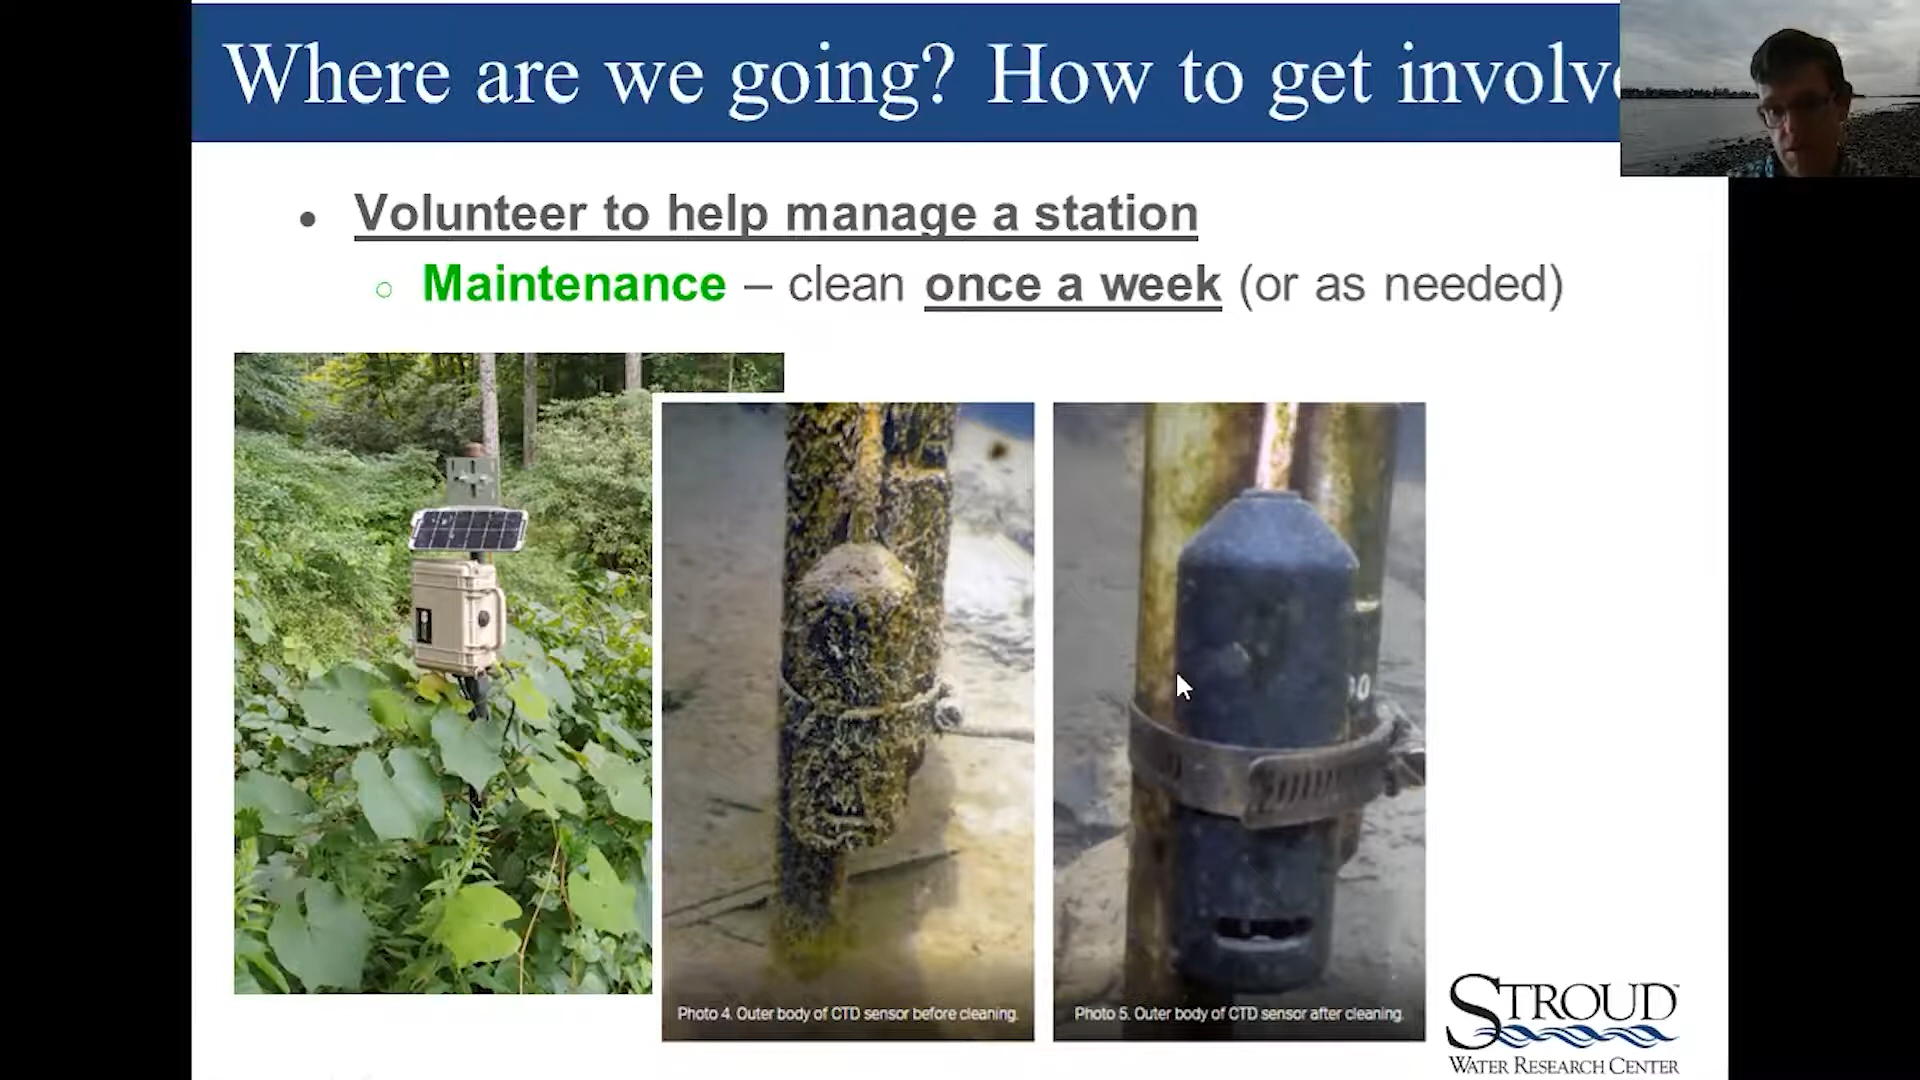 Where are we going? How to get involve
• Volunteer to help manage a station
○ Maintenance – clean once a week (or as needed)
Photo 4. Outer body of CTD sensor before cleaning.
Photo 5. Outer body of CTD sensor after cleaning.
STROUD
WATER RESEARCH CENTER